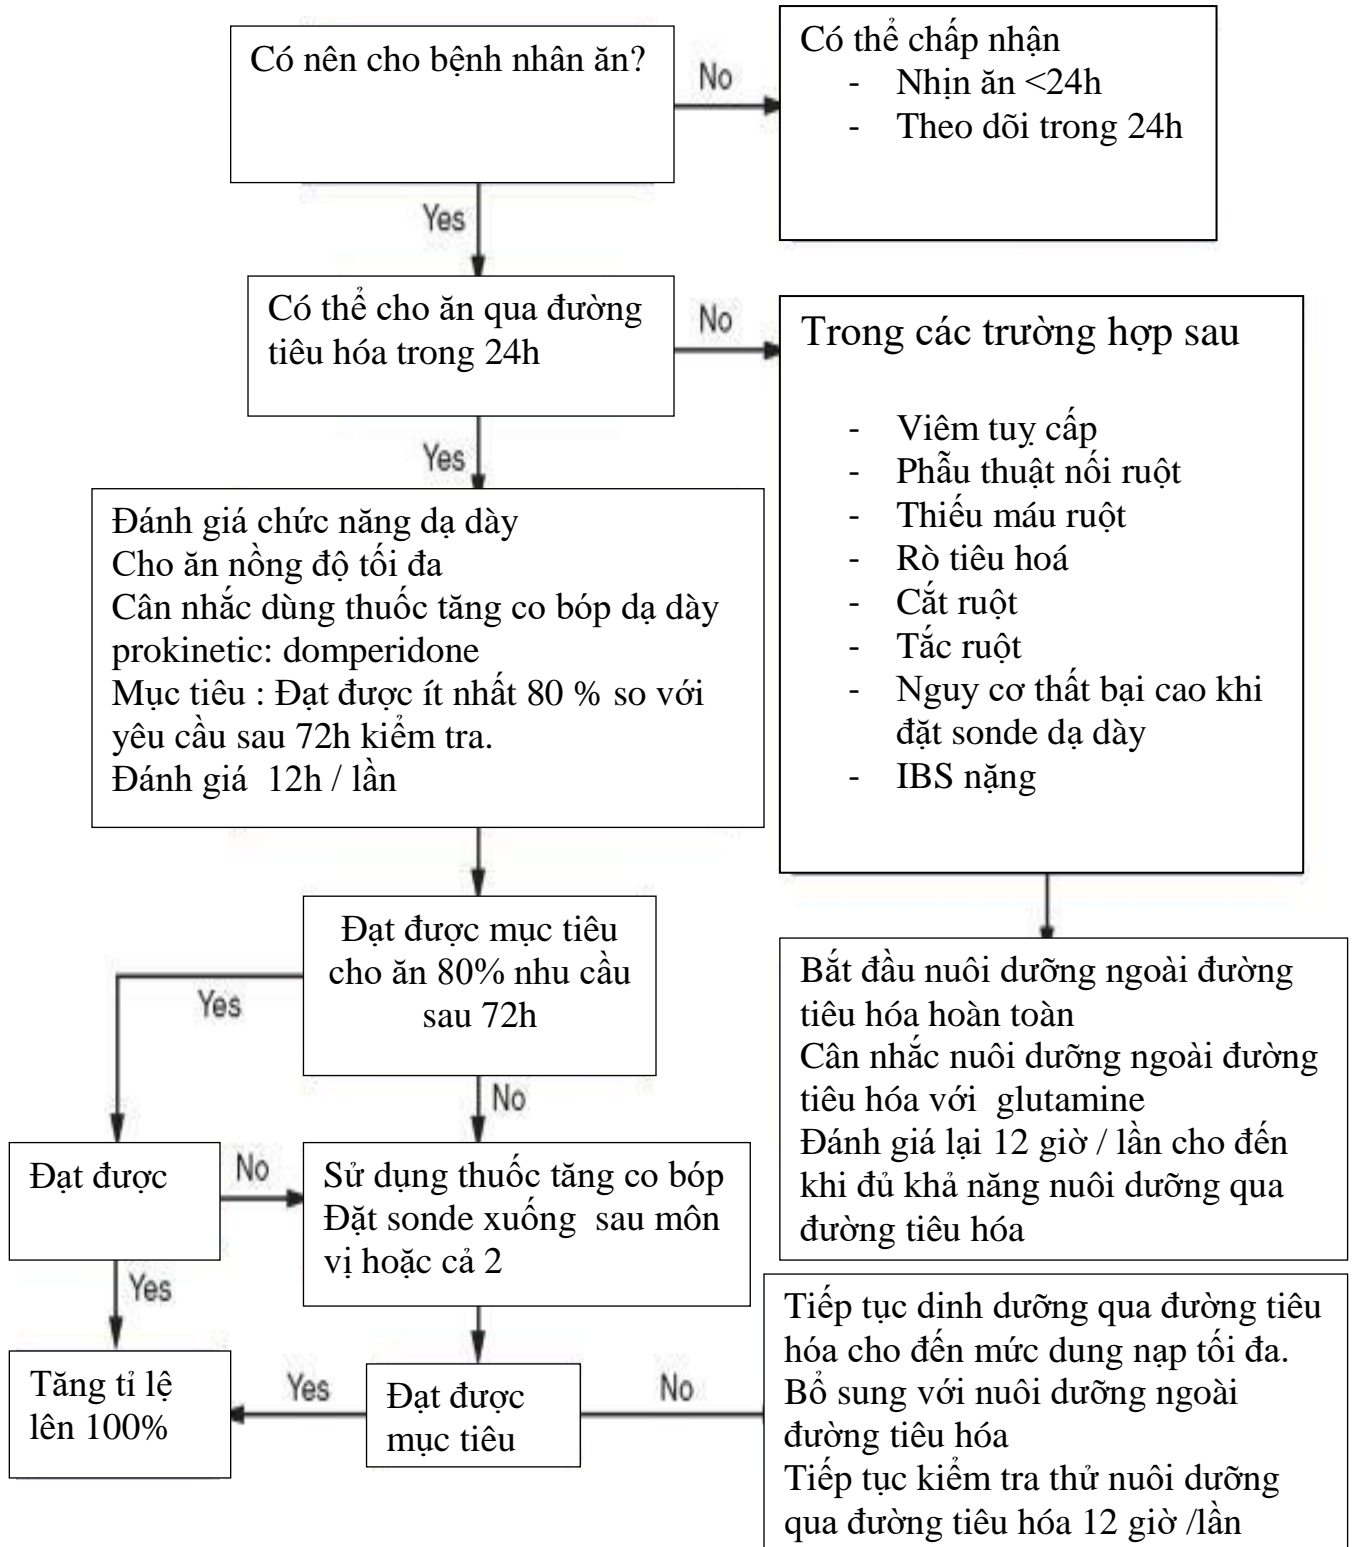 Có nên cho bệnh nhân ăn?
No
Có thể chấp nhận
- Nhịn ăn <24h
- Theo dõi trong 24h
Yes
Có thể cho ăn qua đường
tiêu hóa trong 24h
No
Trong các trường hợp sau
- Viêm tuỵ cấp
- Phẫu thuật nối ruột
- Thiếu máu ruột
- Rò tiêu hoá
- Cắt ruột
- Tắc ruột
- Nguy cơ thất bại cao khi
đặt sonde dạ dày
- IBS nặng
Yes
Đánh giá chức năng dạ dày
Cho ăn nồng độ tối đa
Cân nhắc dùng thuốc tăng co bóp dạ dày
prokinetic: domperidone
Mục tiêu : Đạt được ít nhất 80 % so với
yêu cầu sau 72h kiểm tra.
Đánh giá 12h / lần
Đạt được mục tiêu
cho ăn 80% nhu cầu
sau 72h
Yes
No
Bắt đầu nuôi dưỡng ngoài đường
tiêu hóa hoàn toàn
Cân nhắc nuôi dưỡng ngoài đường
tiêu hóa với glutamine
Đánh giá lại 12 giờ / lần cho đến
khi đủ khả năng nuôi dưỡng qua
đường tiêu hóa
Đạt được
No
Sử dụng thuốc tăng co bóp
Đặt sonde xuống sau môn
vị hoặc cả 2
Yes
Tăng tỉ lệ
lên 100%
Yes
Đạt được
mục tiêu
No
Tiếp tục dinh dưỡng qua đường tiêu
hóa cho đến mức dung nạp tối đa.
Bổ sung với nuôi dưỡng ngoài
đường tiêu hóa
Tiếp tục kiểm tra thử nuôi dưỡng
qua đường tiêu hóa 12 giờ /lần